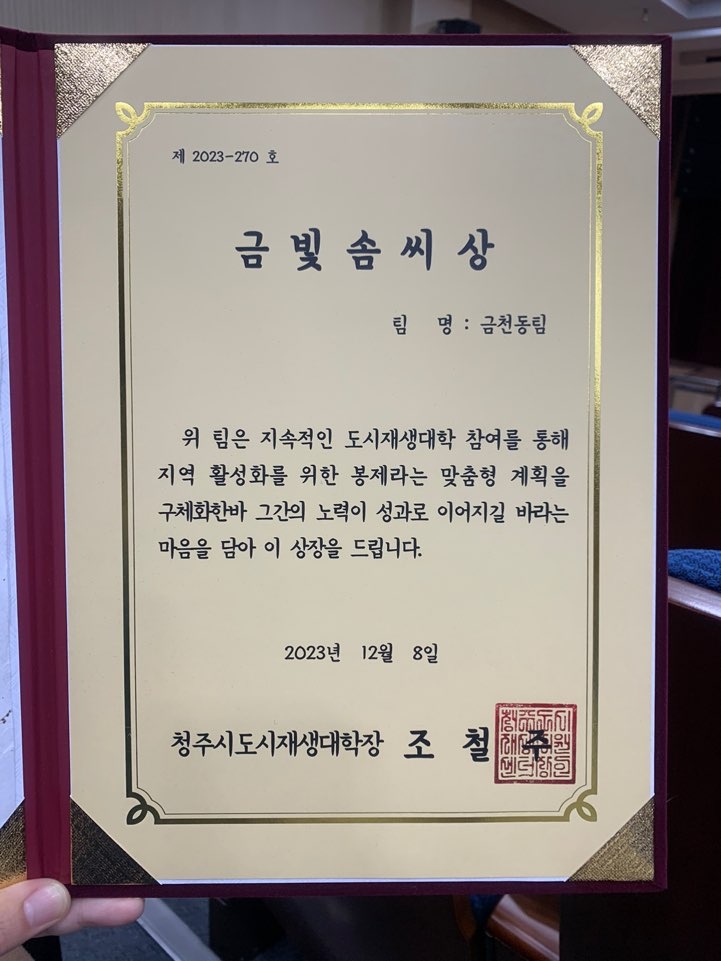 제 2023-270 호
금빛솜씨상
팀 명 : 금천동팀
위 팀은 지속적인 도시재생대학 참여를 통해
지역 활성화를 위한 봉제라는 맞춤형 계획을
구체화한바 그간의 노력이 성과로 이어지길 바라는
마음을 담아 이 상장을 드립니다.
2023년 12월 8일
청주시도시재생대학장 조 철 주